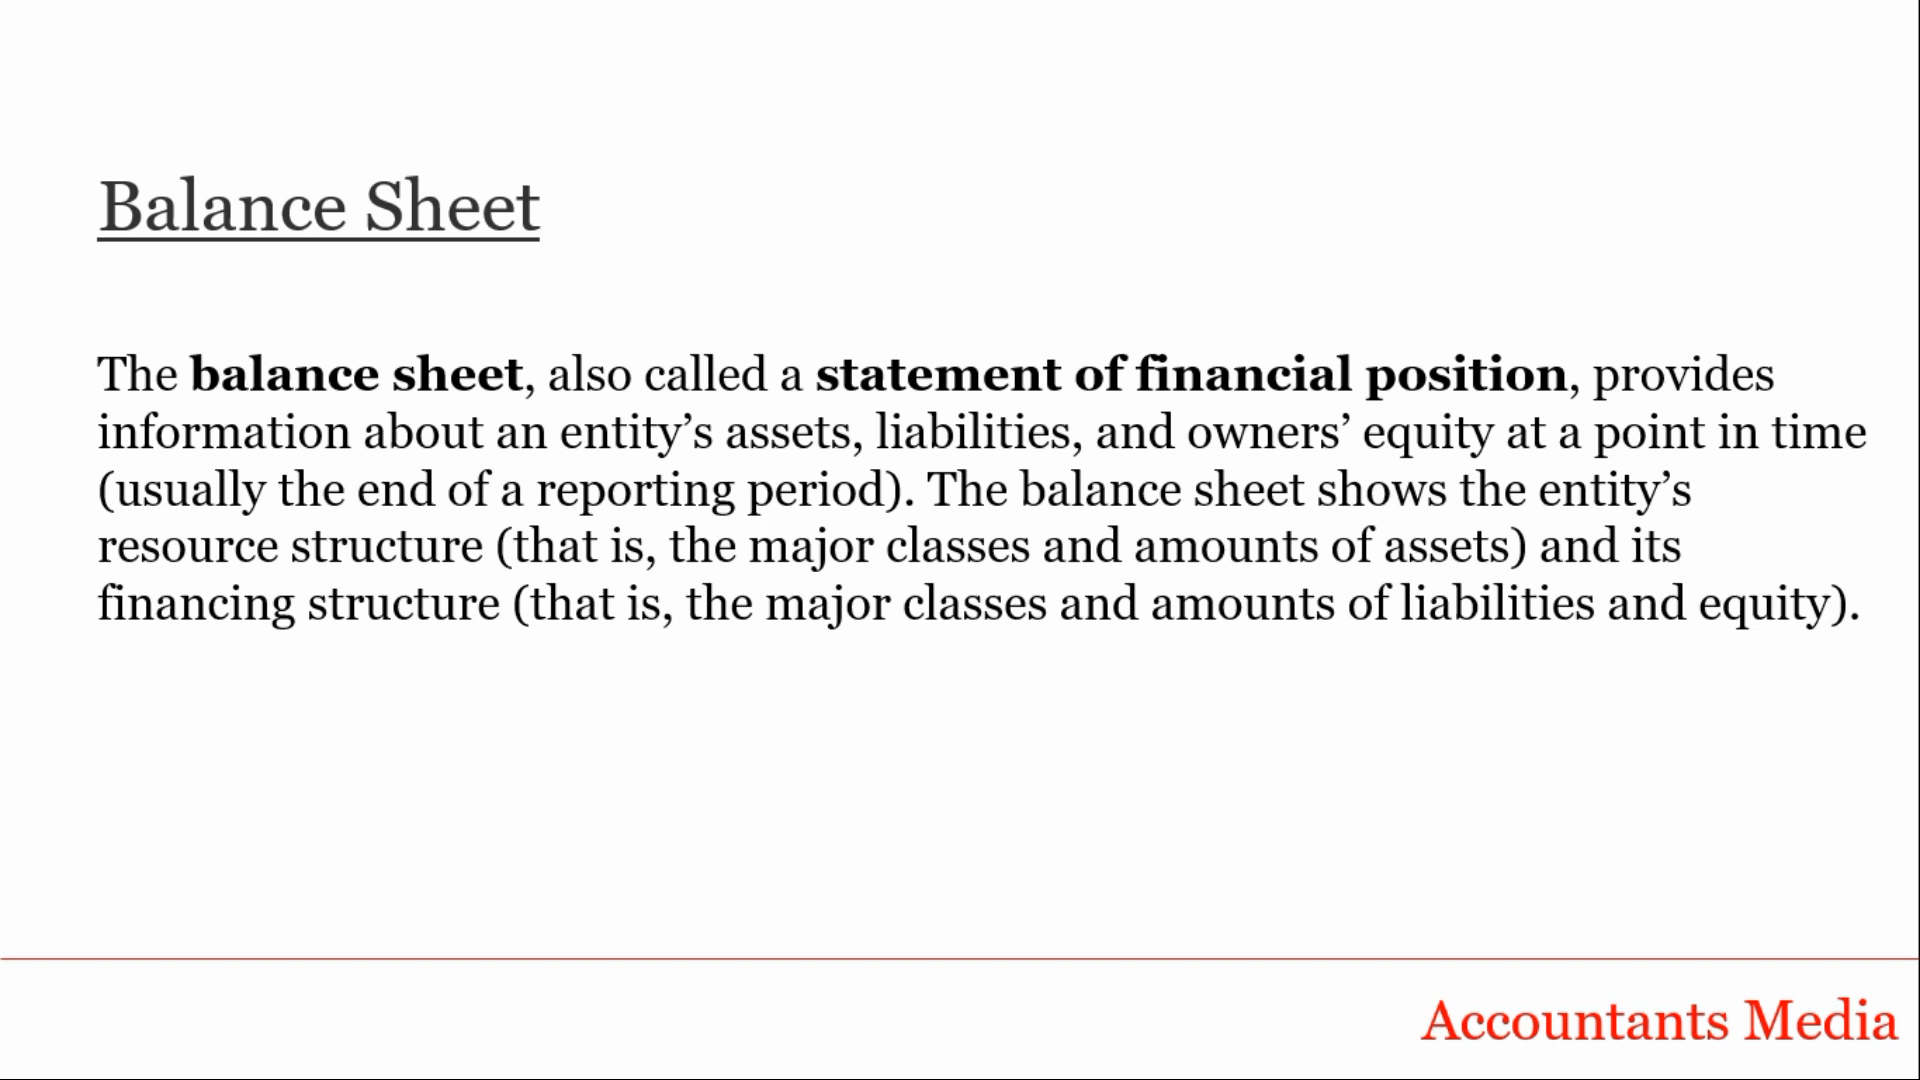 Balance Sheet
The balance sheet, also called a statement of financial position, provides
information about an entity’s assets, liabilities, and owners’ equity at a point in time
(usually the end of a reporting period). The balance sheet shows the entity’s
resource structure (that is, the major classes and amounts of assets) and its
financing structure (that is, the major classes and amounts of liabilities and equity).
Accountants Media